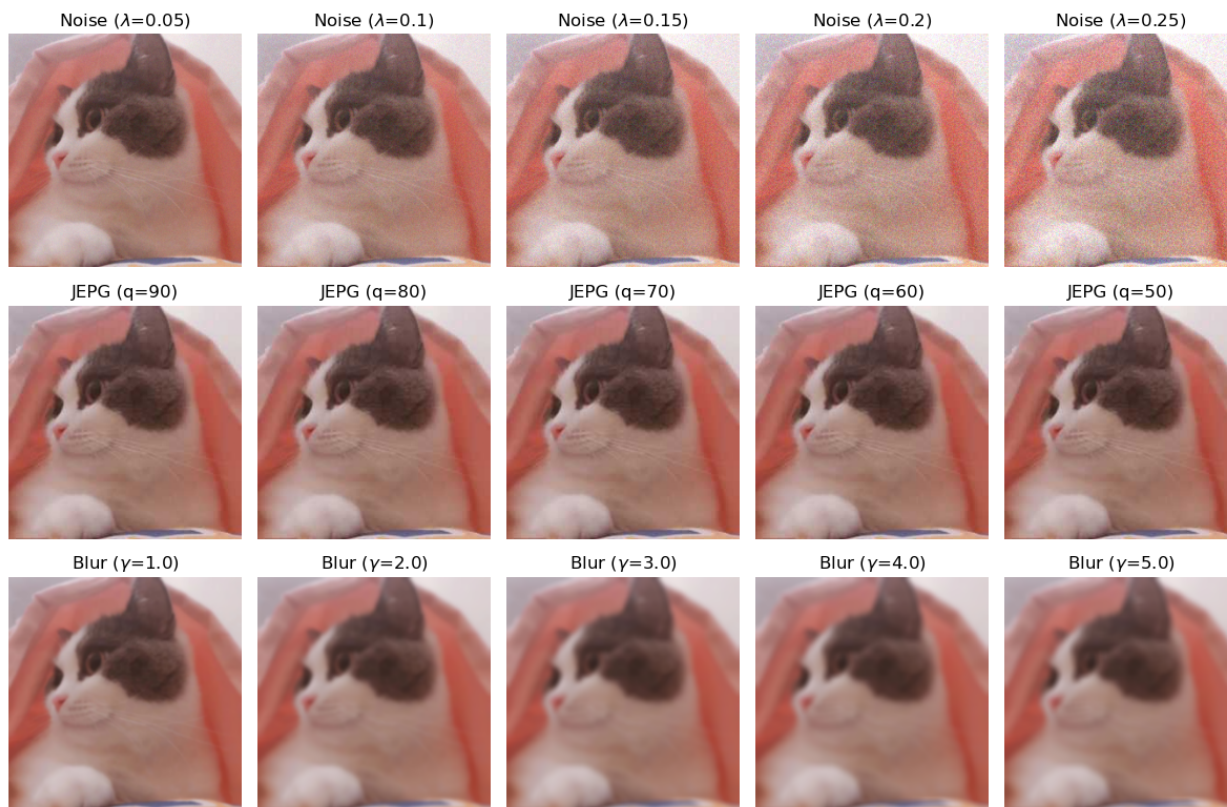 Noise (λ=0.05) Noise (λ=0.1) Noise (λ=0.15) Noise (λ=0.2) Noise (λ=0.25)
JEPG (q=90) JEPG (q=80) JEPG (q=70) JEPG (q=60) JEPG (q=50)
Blur (γ=1.0) Blur (γ=2.0) Blur (γ=3.0) Blur (γ=4.0) Blur (γ=5.0)